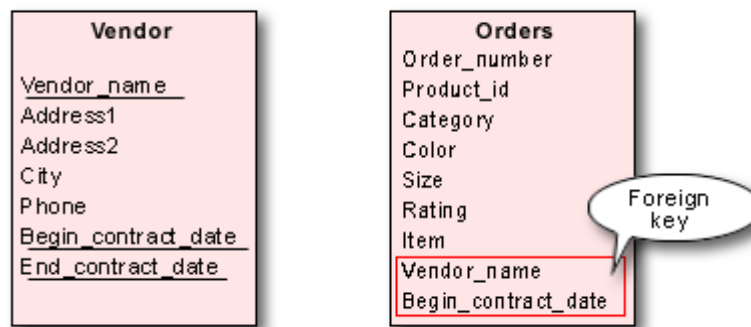 Vendor
Vendor_name
Address1
Address2
City
Phone
Begin_contract_date
End_contract_date
Orders
Order_number
Product_id
Category
Color
Size
Rating
Item
Vendor_name
Begin_contract_date
Foreign
key